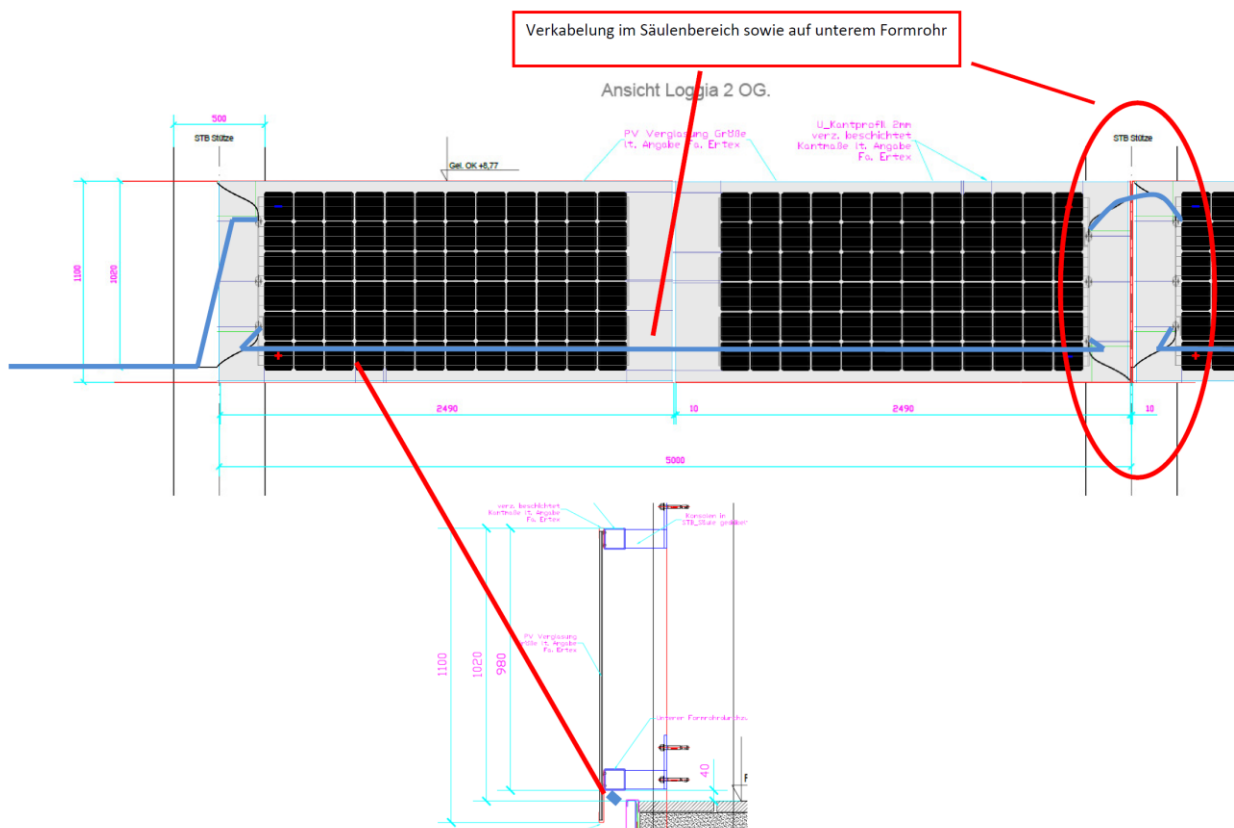 Verkabelung im Säulenbereich sowie auf unterem Formrohr
Ansicht Loggia 2 OG.
500
STB Stütze
Gel. OK +8,77
PV Verglasung Größe
lt. Angabe Fa. Ertex
U_Kantprofil 2mm
verz. beschichtet
Kantmaße lt. Angabe
Fa. Ertex
STB Stütze
1100
1020
2490
10
2490
10
5000
verz. beschichtet
Kantmaße lt. Angabe
Fa. Ertex
Konsolen in
1100
1020
980
PV Verglasung
lt. Angabe
Fa. Ertex
40